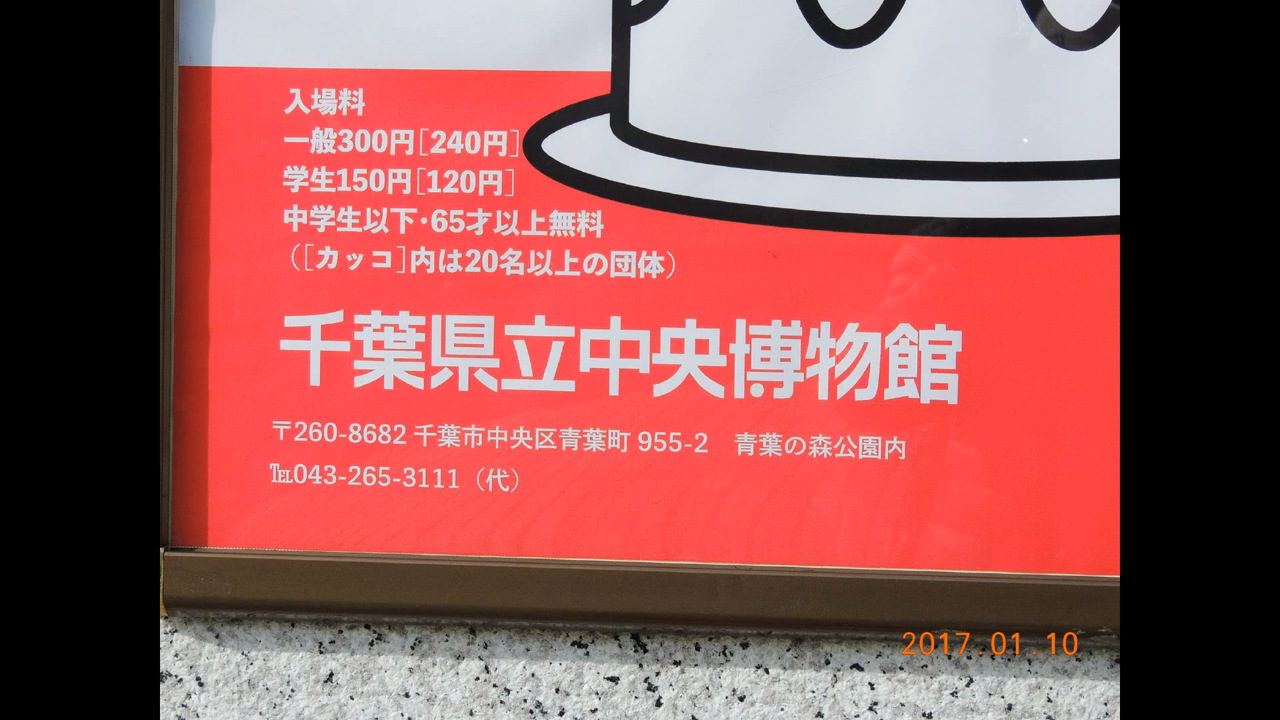 入場料
一般300円[240円]
学生150円[120円]
中学生以下・65才以上無料
（[カッコ]内は20名以上の団体）
千葉県立中央博物館
〒260-8682 千葉市中央区青葉町 955-2　青葉の森公園内
℡043-265-3111（代）
2017.01.10